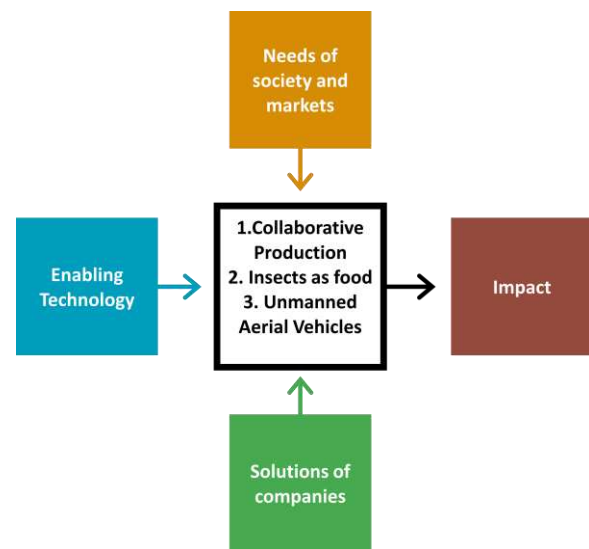 Needs of
society and
markets
Enabling
Technology
1.Collaborative
Production
2. Insects as food
3. Unmanned
Aerial Vehicles
Impact
Solutions of
companies